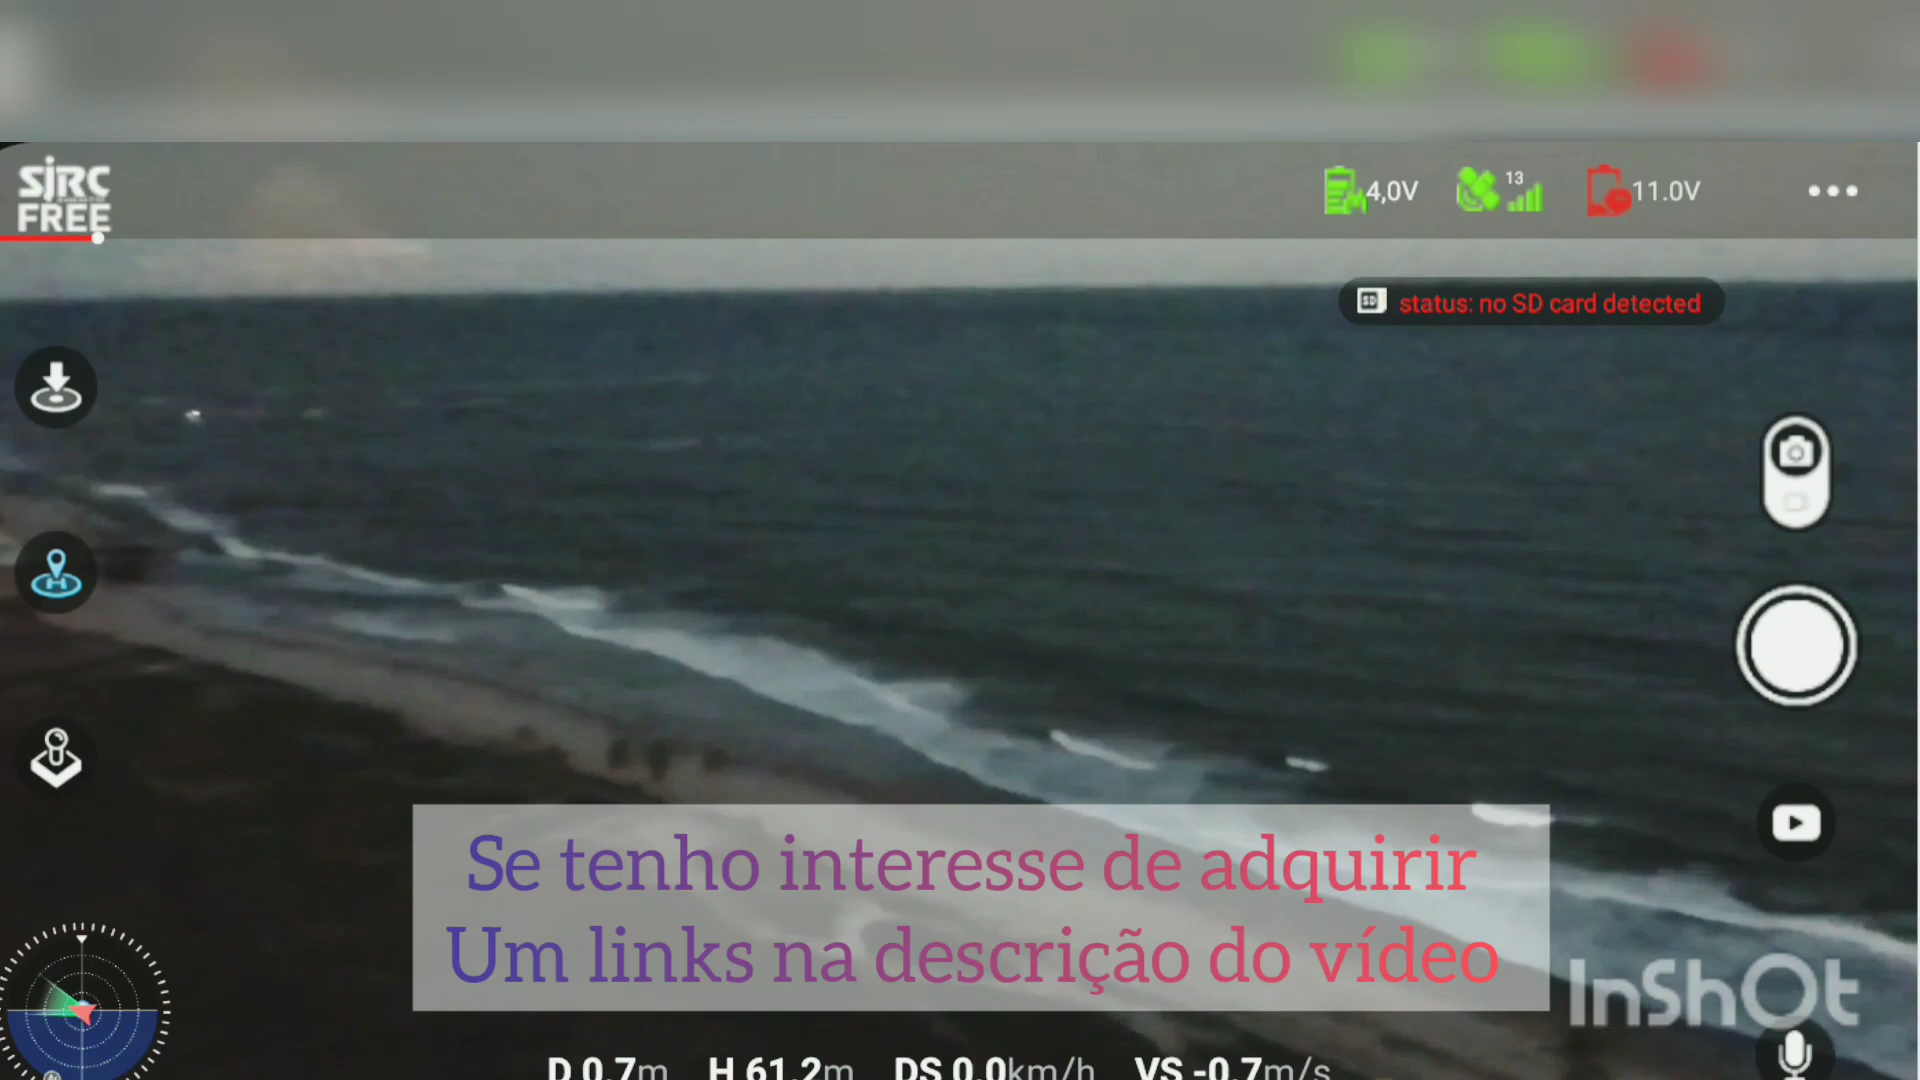 SJRC
FREE
4,0V
13
11.0V
SD
status: no SD card detected
Se tenho interesse de adquirir
Um links na descrição do vídeo
InShOt
D 0.7m H 61.2m DS 0.0km/h VS -0.7m/s